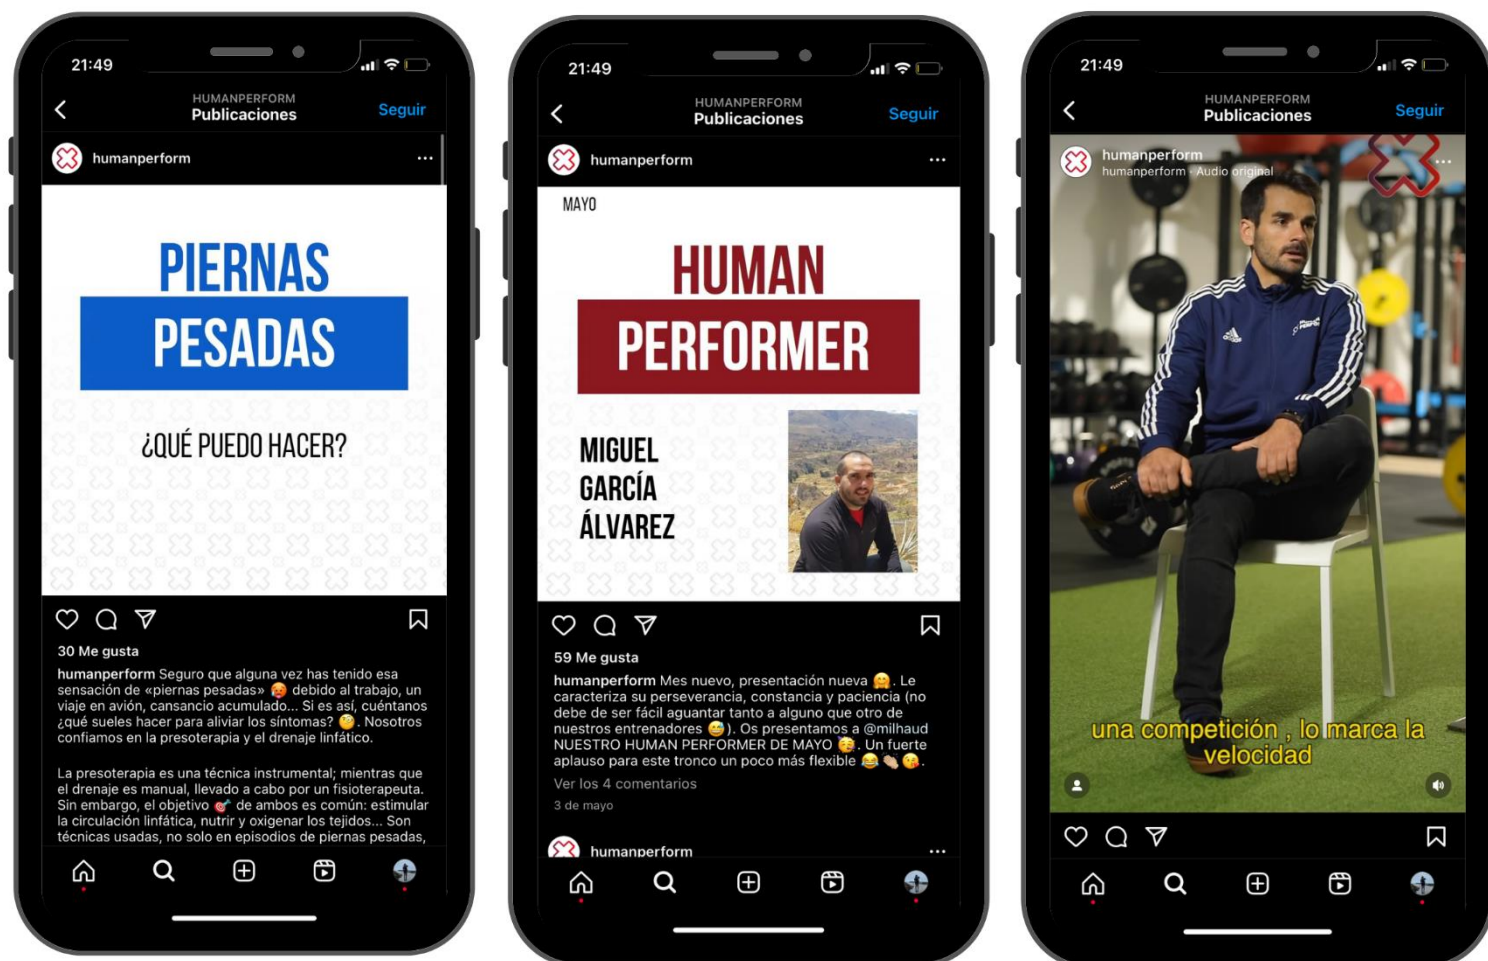 21:49
HUMANPERFORM
Publicaciones
Seguir
humanperform
PIERNAS
PESADAS
¿QUÉ PUEDO HACER?
30 Me gusta
humanperform Seguro que alguna vez has tenido esa
sensación de «piernas pesadas» 🥵 debido al trabajo, un
viaje en avión, cansancio acumulado... Si es así, cuéntanos
¿qué sueles hacer para aliviar los síntomas? 🧐. Nosotros
confiamos en la presoterapia y el drenaje linfático.
La presoterapia es una técnica instrumental; mientras que
el drenaje es manual, llevado a cabo por un fisioterapeuta.
Sin embargo, el objetivo 🎯 de ambos es común: estimular
la circulación linfática, nutrir y oxigenar los tejidos... Son
técnicas usadas, no solo en episodios de piernas pesadas,
21:49
HUMANPERFORM
Publicaciones
Seguir
humanperform
MAYO
HUMAN
PERFORMER
MIGUEL
GARCÍA
ÁLVAREZ
59 Me gusta
humanperform Mes nuevo, presentación nueva 🤗. Le
caracteriza su perseverancia, constancia y paciencia (no
debe de ser fácil aguantar tanto a alguno que otro de
nuestros entrenadores 😅). Os presentamos a @milhaud
NUESTRO HUMAN PERFORMER DE MAYO 🥳. Un fuerte
aplauso para este tronco un poco más flexible 😂👏🏼😘.
Ver los 4 comentarios
3 de mayo
humanperform
21:49
HUMANPERFORM
Publicaciones
Seguir
humanperform
humanperform · Audio original
adidas
una competición , lo marca la
velocidad